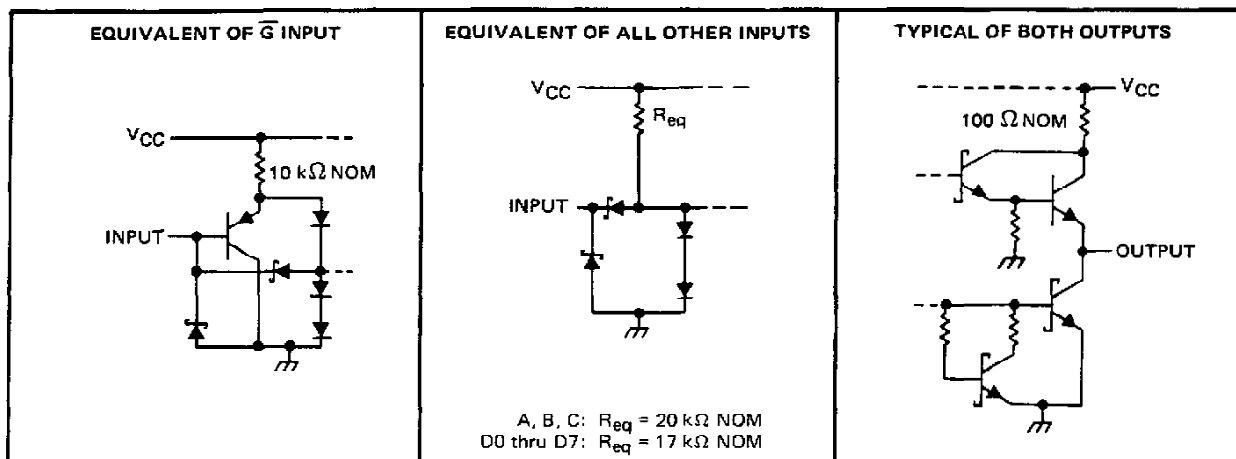 EQUIVALENT OF G̅ INPUT
VCC
10 kΩ NOM
INPUT
EQUIVALENT OF ALL OTHER INPUTS
VCC
Req
INPUT
A, B, C: Req = 20 kΩ NOM
D0 thru D7: Req = 17 kΩ NOM
TYPICAL OF BOTH OUTPUTS
VCC
100 Ω NOM
OUTPUT